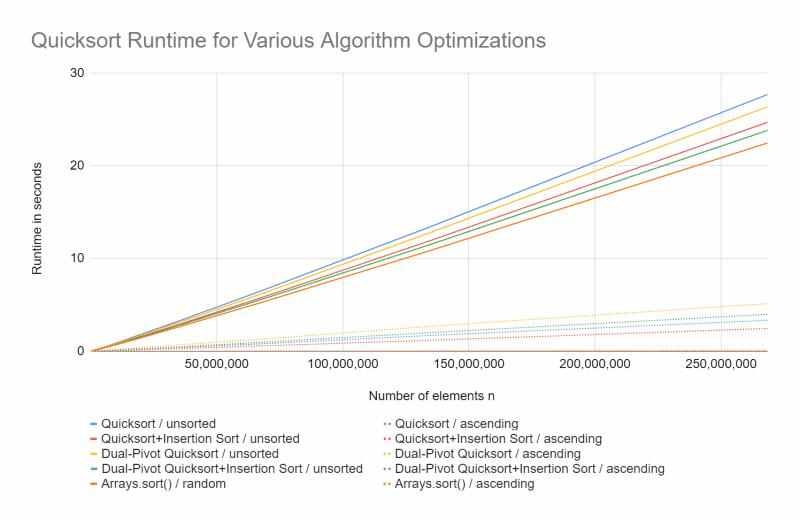 Quicksort Runtime for Various Algorithm Optimizations
30
20
10
0
Runtime in seconds
50,000,000 100,000,000 150,000,000 200,000,000 250,000,000
Number of elements n
Quicksort / unsorted Quicksort / ascending
Quicksort+Insertion Sort / unsorted Quicksort+Insertion Sort / ascending
Dual-Pivot Quicksort / unsorted Dual-Pivot Quicksort / ascending
Dual-Pivot Quicksort+Insertion Sort / unsorted Dual-Pivot Quicksort+Insertion Sort / ascending
Arrays.sort() / random Arrays.sort() / ascending